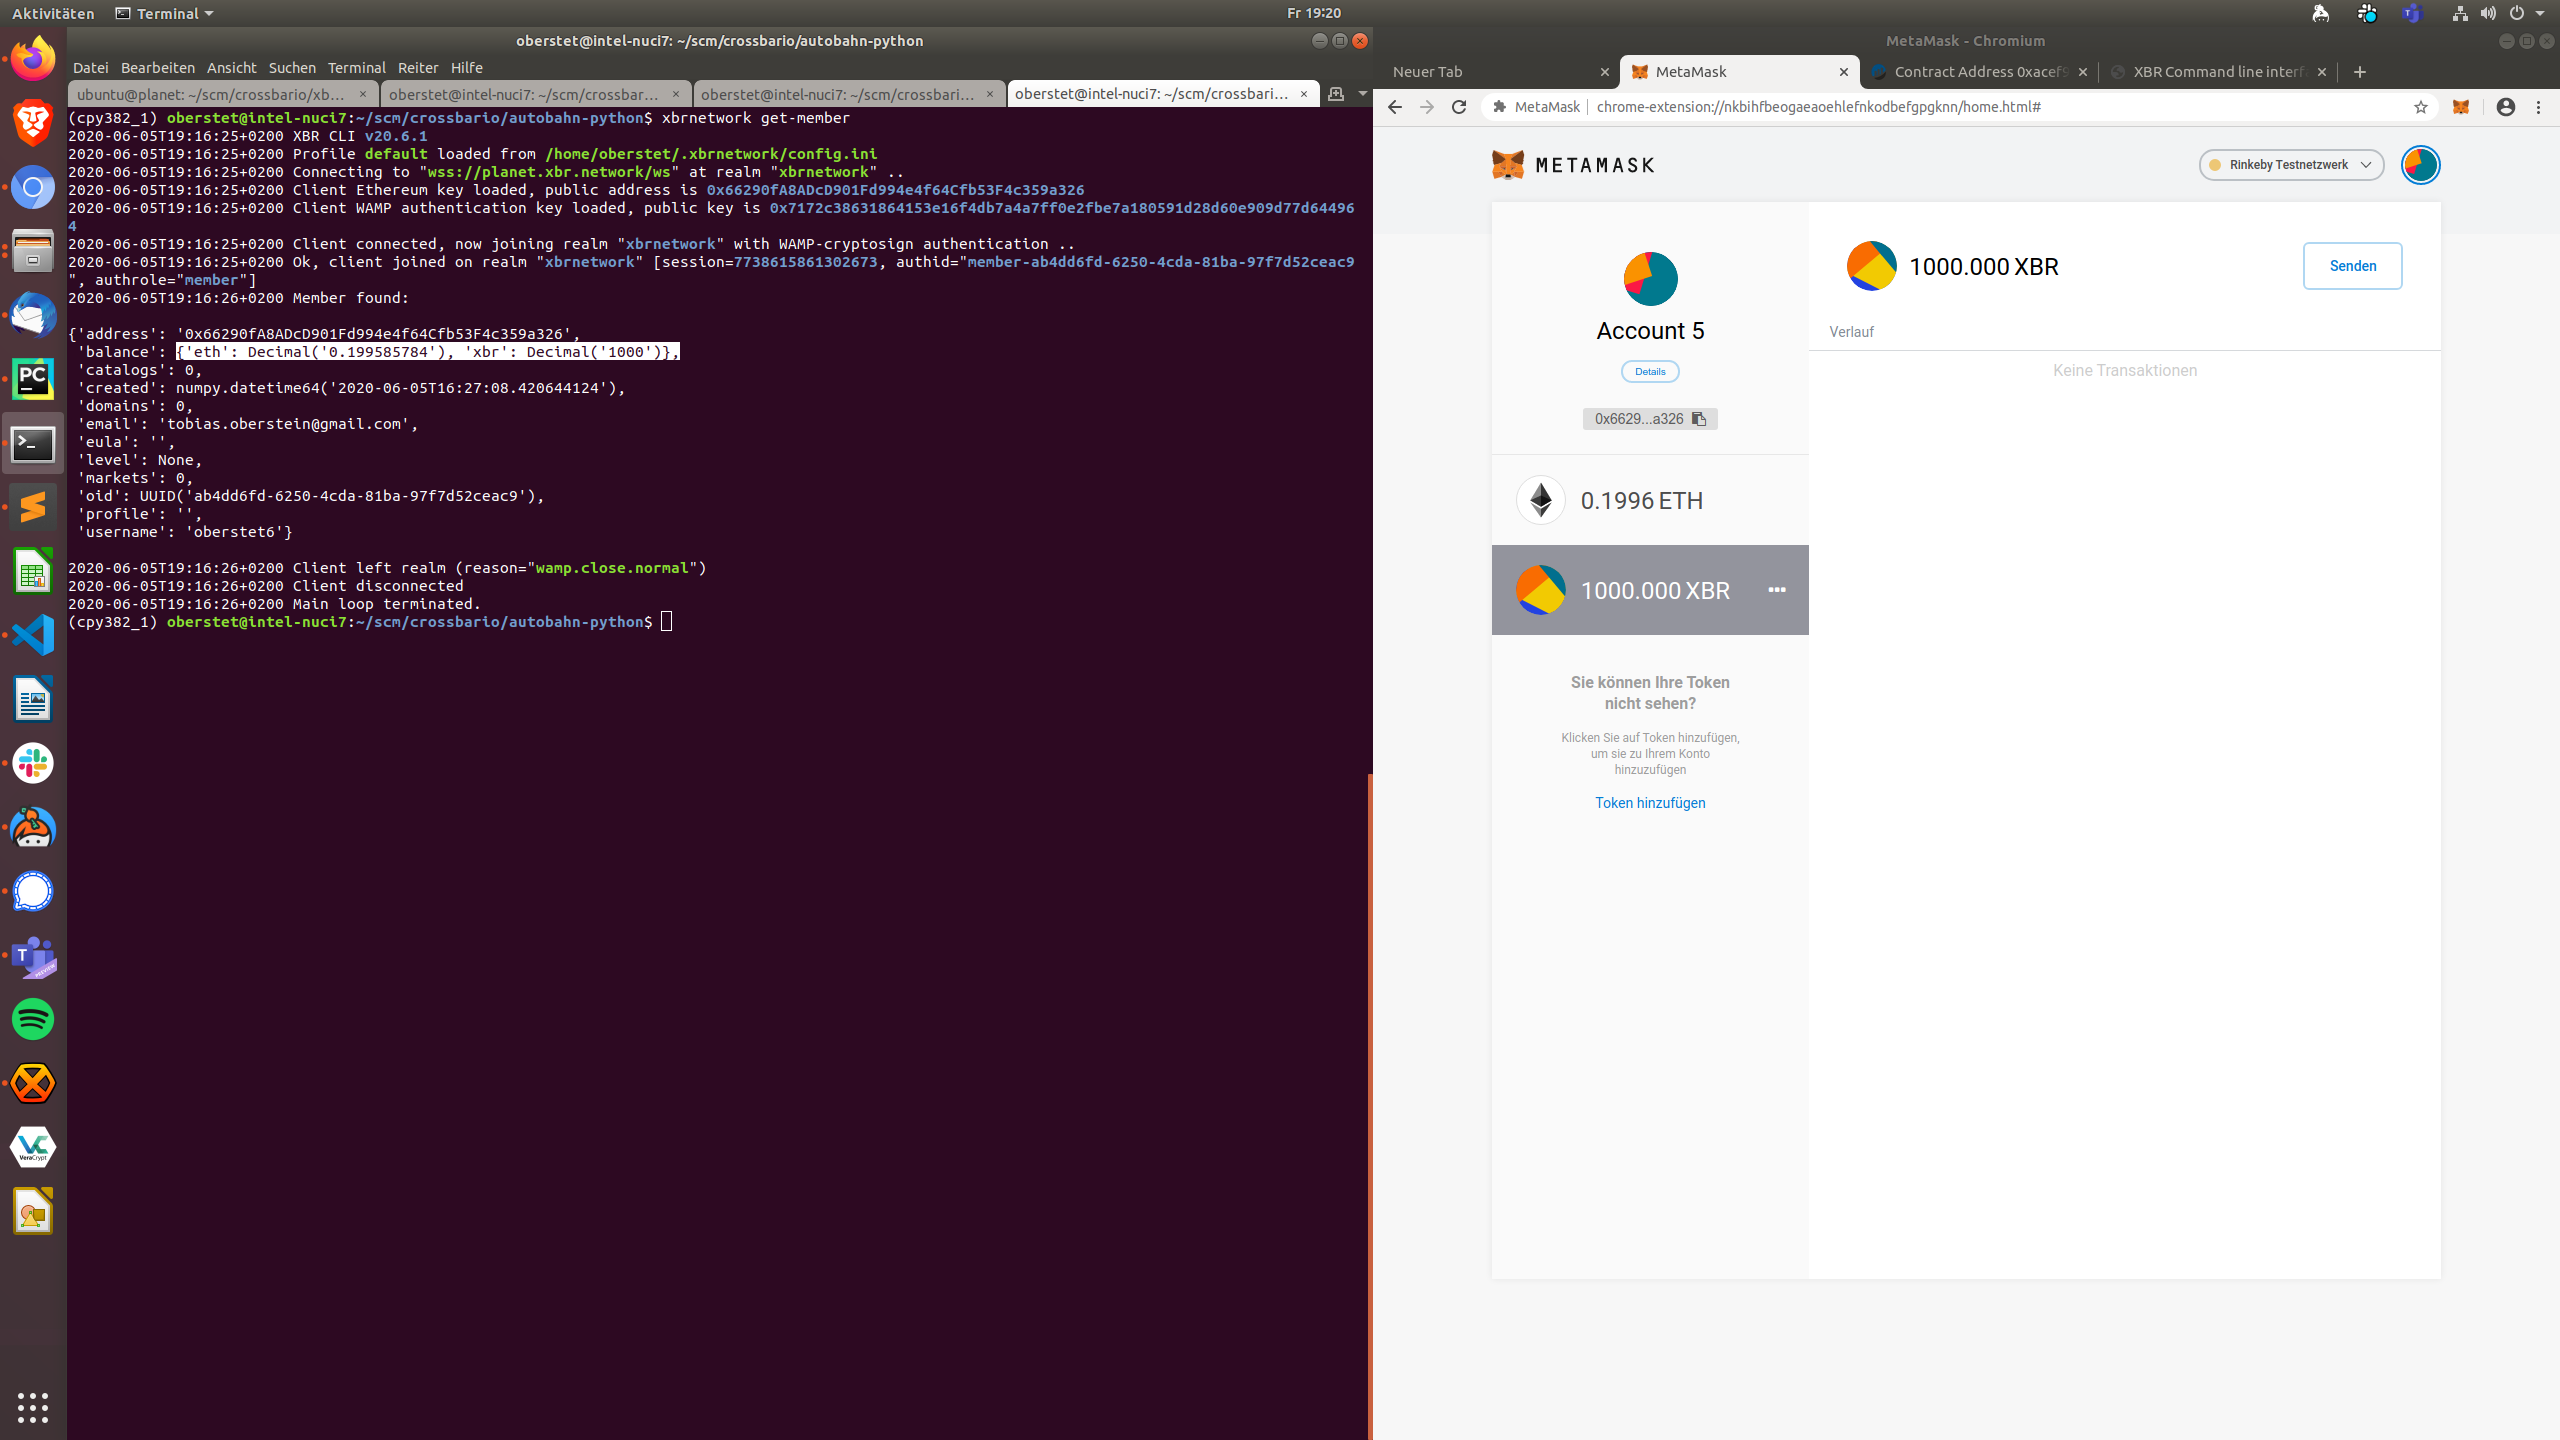 Aktivitäten
Terminal
Fr 19:20
oberstet@intel-nuci7: ~/scm/crossbario/autobahn-python
Datei Bearbeiten Ansicht Suchen Terminal Reiter Hilfe
ubuntu@planet: ~/scm/crossbario/xb…
oberstet@intel-nuci7: ~/scm/crossbar…
oberstet@intel-nuci7: ~/scm/crossbari…
oberstet@intel-nuci7: ~/scm/crossbari…
(cpy382_1) oberstet@intel-nuci7:~/scm/crossbario/autobahn-python$ xbrnetwork get-member
2020-06-05T19:16:25+0200 XBR CLI v20.6.1
2020-06-05T19:16:25+0200 Profile default loaded from /home/oberstet/.xbrnetwork/config.ini
2020-06-05T19:16:25+0200 Connecting to "wss://planet.xbr.network/ws" at realm "xbrnetwork" ..
2020-06-05T19:16:25+0200 Client Ethereum key loaded, public address is 0x66290fA8ADcD901Fd994e4f64Cfb53F4c359a326
2020-06-05T19:16:25+0200 Client WAMP authentication key loaded, public key is 0x7172c38631864153e16f4db7a4a7ff0e2fbe7a180591d28d60e909d77d64496
4
2020-06-05T19:16:25+0200 Client connected, now joining realm "xbrnetwork" with WAMP-cryptosign authentication ..
2020-06-05T19:16:25+0200 Ok, client joined on realm "xbrnetwork" [session=7738615861302673, authid="member-ab4dd6fd-6250-4cda-81ba-97f7d52ceac9
", authrole="member"]
2020-06-05T19:16:26+0200 Member found:
{'address': '0x66290fA8ADcD901Fd994e4f64Cfb53F4c359a326',
'balance': {'eth': Decimal('0.199585784'), 'xbr': Decimal('1000')},
'catalogs': 0,
'created': numpy.datetime64('2020-06-05T16:27:08.420644124'),
'domains': 0,
'email': 'tobias.oberstein@gmail.com',
'eula': '',
'level': None,
'markets': 0,
'oid': UUID('ab4dd6fd-6250-4cda-81ba-97f7d52ceac9'),
'profile': '',
'username': 'oberstet6'}
2020-06-05T19:16:26+0200 Client left realm (reason="wamp.close.normal")
2020-06-05T19:16:26+0200 Client disconnected
2020-06-05T19:16:26+0200 Main loop terminated.
(cpy382_1) oberstet@intel-nuci7:~/scm/crossbario/autobahn-python$
MetaMask - Chromium
Neuer Tab
MetaMask
Contract Address 0xacef9
XBR Command line interf
MetaMask
chrome-extension://nkbihfbeogaeaoehlefnkodbefgpgknn/home.html#
METAMASK
Rinkeby Testnetzwerk
Account 5
Details
0x6629...a326
0.1996 ETH
1000.000 XBR
Sie können Ihre Token
nicht sehen?
Klicken Sie auf Token hinzufügen,
um sie zu Ihrem Konto
hinzuzufügen
Token hinzufügen
1000.000 XBR
Senden
Verlauf
Keine Transaktionen
PC
T
PREVIEW
VC
VeraCrypt